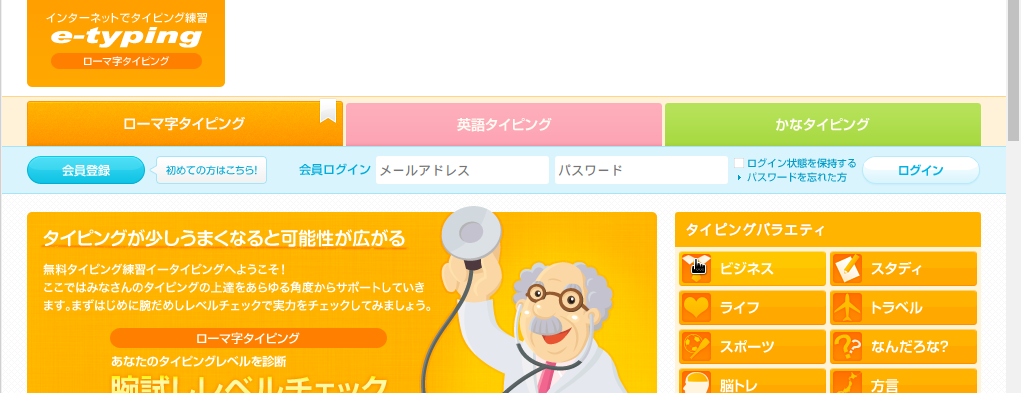 インターネットでタイピング練習
e-typing
ローマ字タイピング
ローマ字タイピング
英語タイピング
かなタイピング
会員登録
初めての方はこちら!
会員ログイン
メールアドレス
パスワード
ログイン状態を保持する
パスワードを忘れた方
ログイン
タイピングが少しうまくなると可能性が広がる
無料タイピング練習イータイピングへようこそ!
ここではみなさんのタイピングの上達をあらゆる角度からサポートしていき
ます。まずはじめに腕だめしレベルチェックで実力をチェックしてみましょう。
ローマ字タイピング
あなたのタイピングレベルを診断
腕試しレベルチェック
タイピングバラエティ
ビジネス
スタディ
ライフ
トラベル
スポーツ
なんだろな?
脳トレ
方言